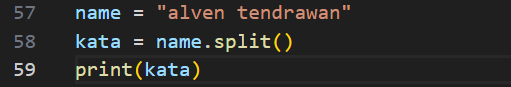 57 name = "alven tendrawan"
58 kata = name.split()
59 print(kata)